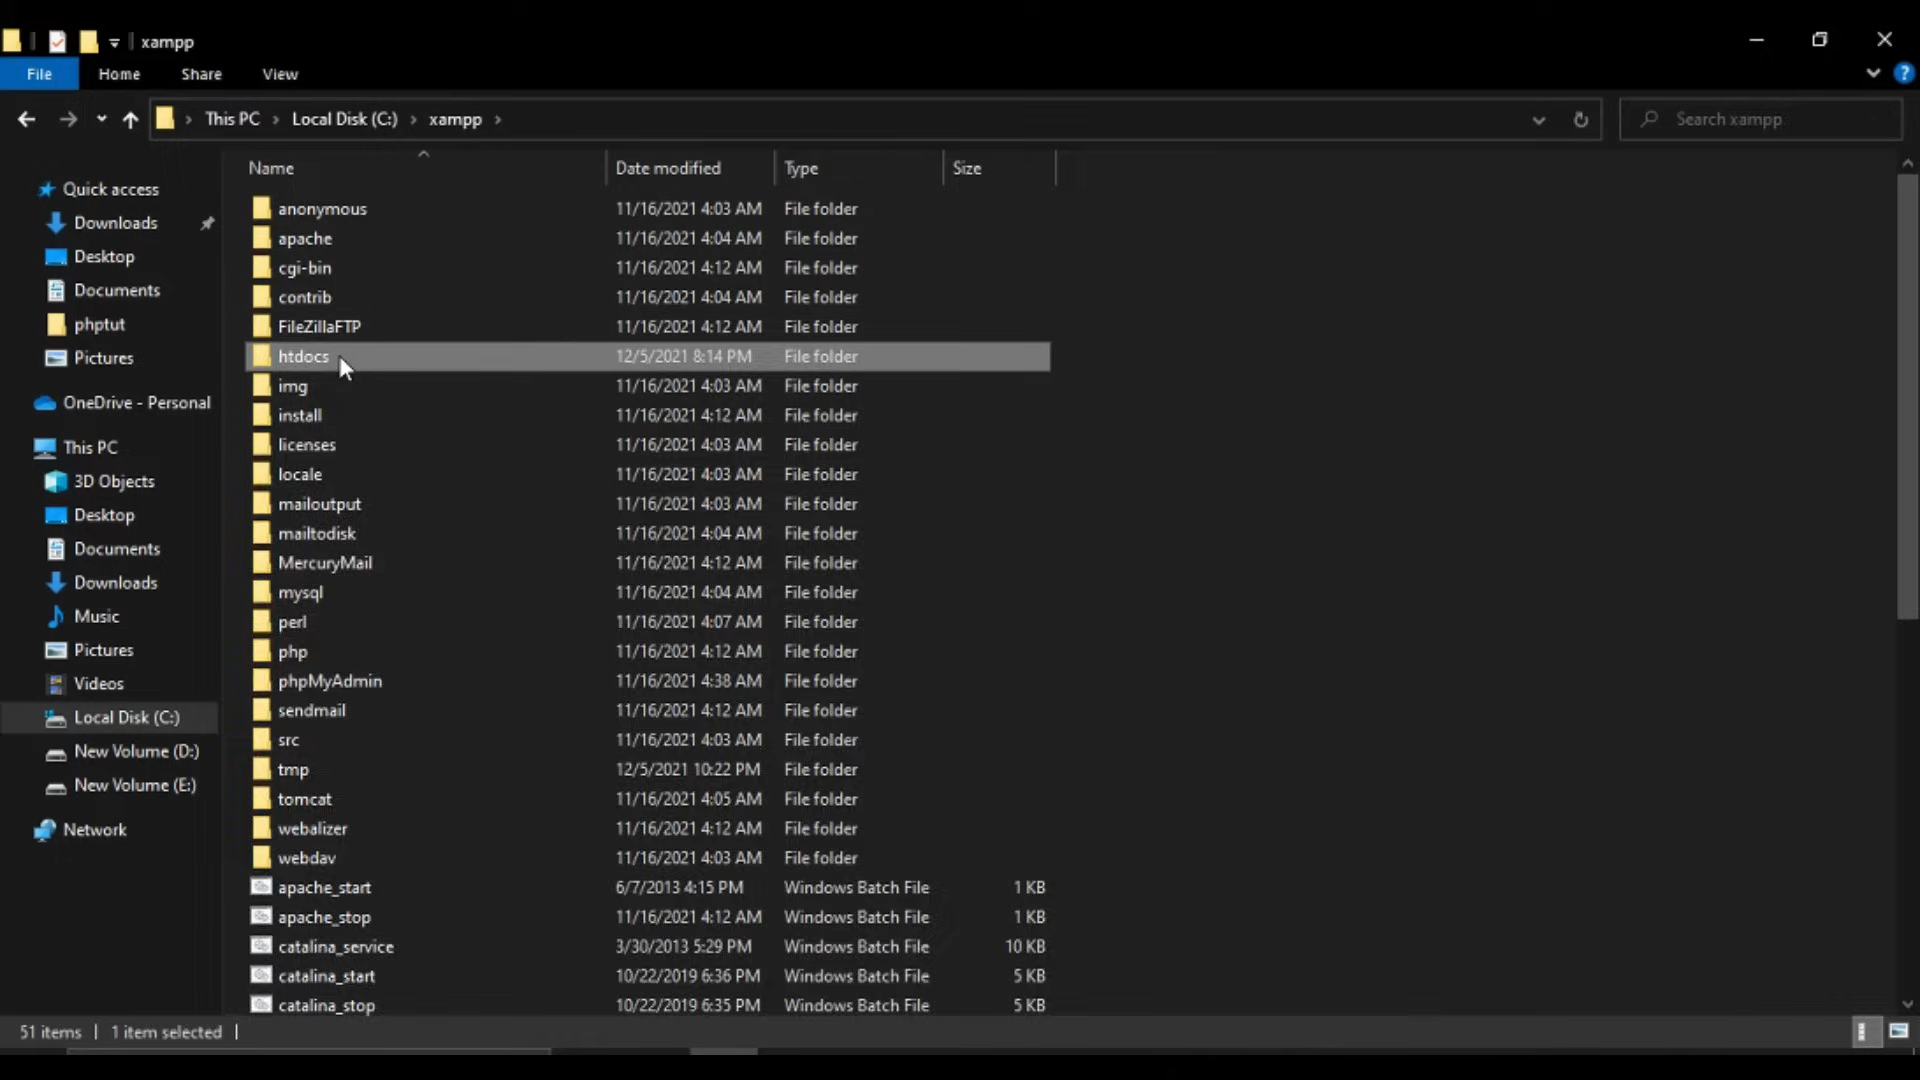 xampp
File Home Share View
This PC Local Disk (C:) xampp Search xampp
Name Date modified Type Size
Quick access
Downloads
Desktop
Documents
phptut
Pictures
OneDrive - Personal
This PC
3D Objects
Desktop
Documents
Downloads
Music
Pictures
Videos
Local Disk (C:)
New Volume (D:)
New Volume (E:)
Network
anonymous 11/16/2021 4:03 AM File folder
apache 11/16/2021 4:04 AM File folder
cgi-bin 11/16/2021 4:12 AM File folder
contrib 11/16/2021 4:04 AM File folder
FileZillaFTP 11/16/2021 4:12 AM File folder
htdocs 12/5/2021 8:14 PM File folder
img 11/16/2021 4:03 AM File folder
install 11/16/2021 4:12 AM File folder
licenses 11/16/2021 4:03 AM File folder
locale 11/16/2021 4:03 AM File folder
mailoutput 11/16/2021 4:03 AM File folder
mailtodisk 11/16/2021 4:04 AM File folder
MercuryMail 11/16/2021 4:12 AM File folder
mysql 11/16/2021 4:04 AM File folder
perl 11/16/2021 4:07 AM File folder
php 11/16/2021 4:12 AM File folder
phpMyAdmin 11/16/2021 4:38 AM File folder
sendmail 11/16/2021 4:12 AM File folder
src 11/16/2021 4:03 AM File folder
tmp 12/5/2021 10:22 PM File folder
tomcat 11/16/2021 4:05 AM File folder
webalizer 11/16/2021 4:12 AM File folder
webdav 11/16/2021 4:03 AM File folder
apache_start 6/7/2013 4:15 PM Windows Batch File 1 KB
apache_stop 11/16/2021 4:12 AM Windows Batch File 1 KB
catalina_service 3/30/2013 5:29 PM Windows Batch File 10 KB
catalina_start 10/22/2019 6:36 PM Windows Batch File 5 KB
catalina_stop 10/22/2019 6:35 PM Windows Batch File 5 KB
51 items 1 item selected